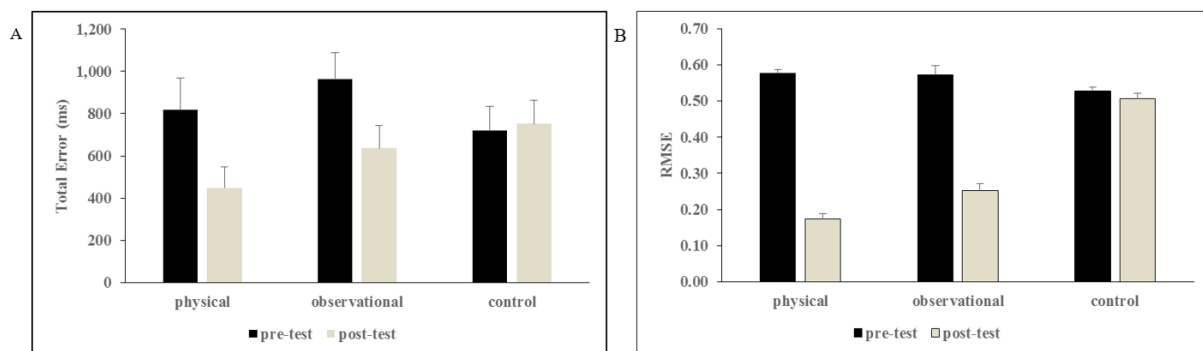 A
1,200
1,000
800
600
400
200
0
Total Error (ms)
physical observational control
pre-test post-test
B
0.70
0.60
0.50
0.40
0.30
0.20
0.10
0.00
RMSE
physical observational control
pre-test post-test